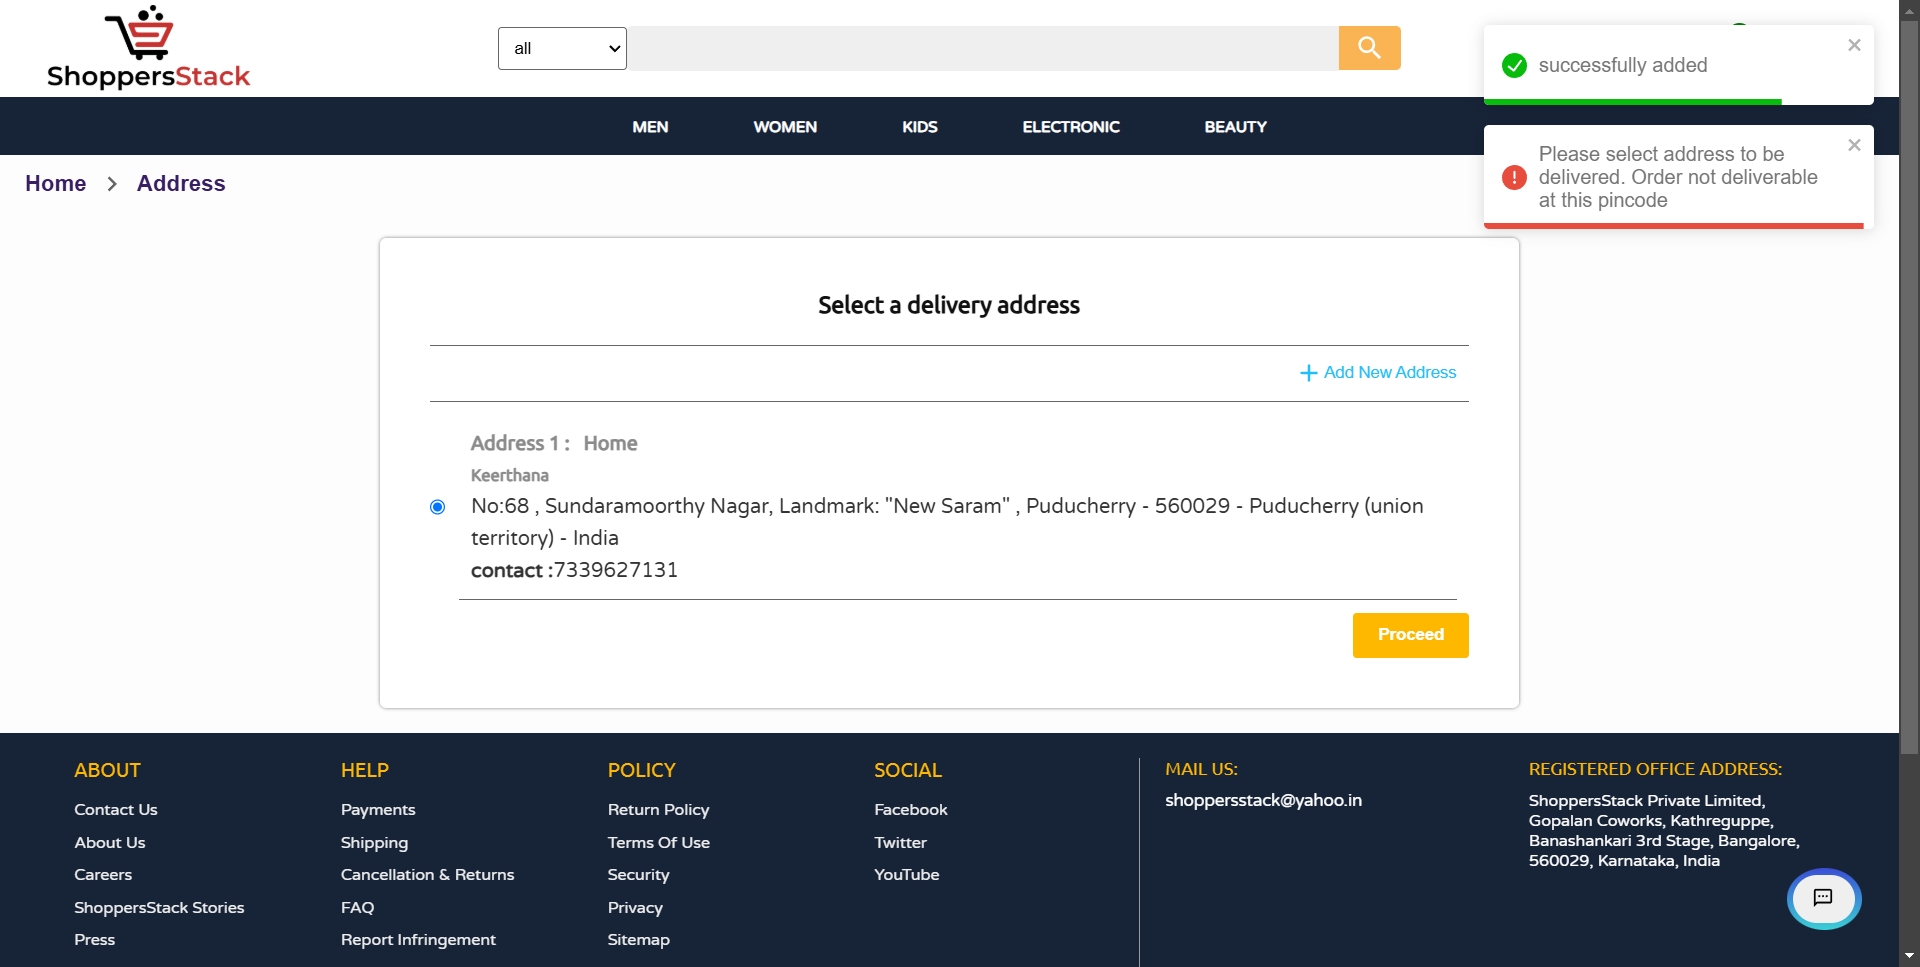 ShoppersStack
all
successfully added
MEN
WOMEN
KIDS
ELECTRONIC
BEAUTY
Please select address to be
delivered. Order not deliverable
at this pincode
Home
Address
Select a delivery address
Add New Address
Address 1 : Home
Keerthana
No:68 , Sundaramoorthy Nagar, Landmark: "New Saram" , Puducherry - 560029 - Puducherry (union
territory) - India
contact :7339627131
Proceed
ABOUT
Contact Us
About Us
Careers
ShoppersStack Stories
Press
HELP
Payments
Shipping
Cancellation & Returns
FAQ
Report Infringement
POLICY
Return Policy
Terms Of Use
Security
Privacy
Sitemap
SOCIAL
Facebook
Twitter
YouTube
MAIL US:
shoppersstack@yahoo.in
REGISTERED OFFICE ADDRESS:
ShoppersStack Private Limited,
Gopalan Coworks, Kathreguppe,
Banashankari 3rd Stage, Bangalore,
560029, Karnataka, India